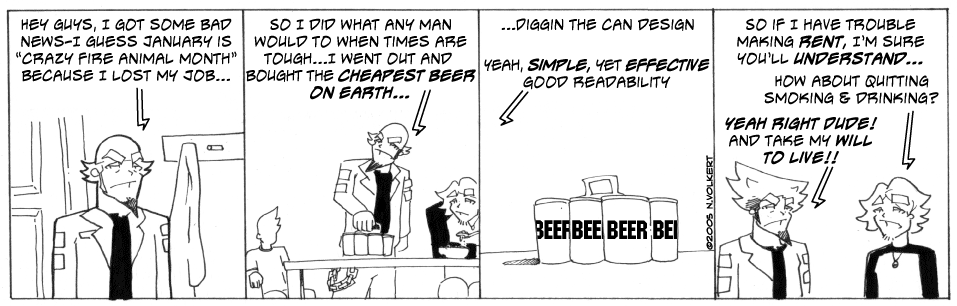 HEY GUYS, I GOT SOME BAD
NEWS-I GUESS JANUARY IS
"CRAZY FIRE ANIMAL MONTH"
BECAUSE I LOST MY JOB...
SO I DID WHAT ANY MAN
WOULD TO WHEN TIMES ARE
TOUGH...I WENT OUT AND
BOUGHT THE CHEAPEST BEER
ON EARTH...
...DIGGIN THE CAN DESIGN
YEAH, SIMPLE, YET EFFECTIVE
GOOD READABILITY
BEER BEE BEER BEI
©2005 N.VOLKERT
SO IF I HAVE TROUBLE
MAKING RENT, I'M SURE
YOU'LL UNDERSTAND...
HOW ABOUT QUITTING
SMOKING & DRINKING?
YEAH RIGHT DUDE!
AND TAKE MY WILL
TO LIVE!!